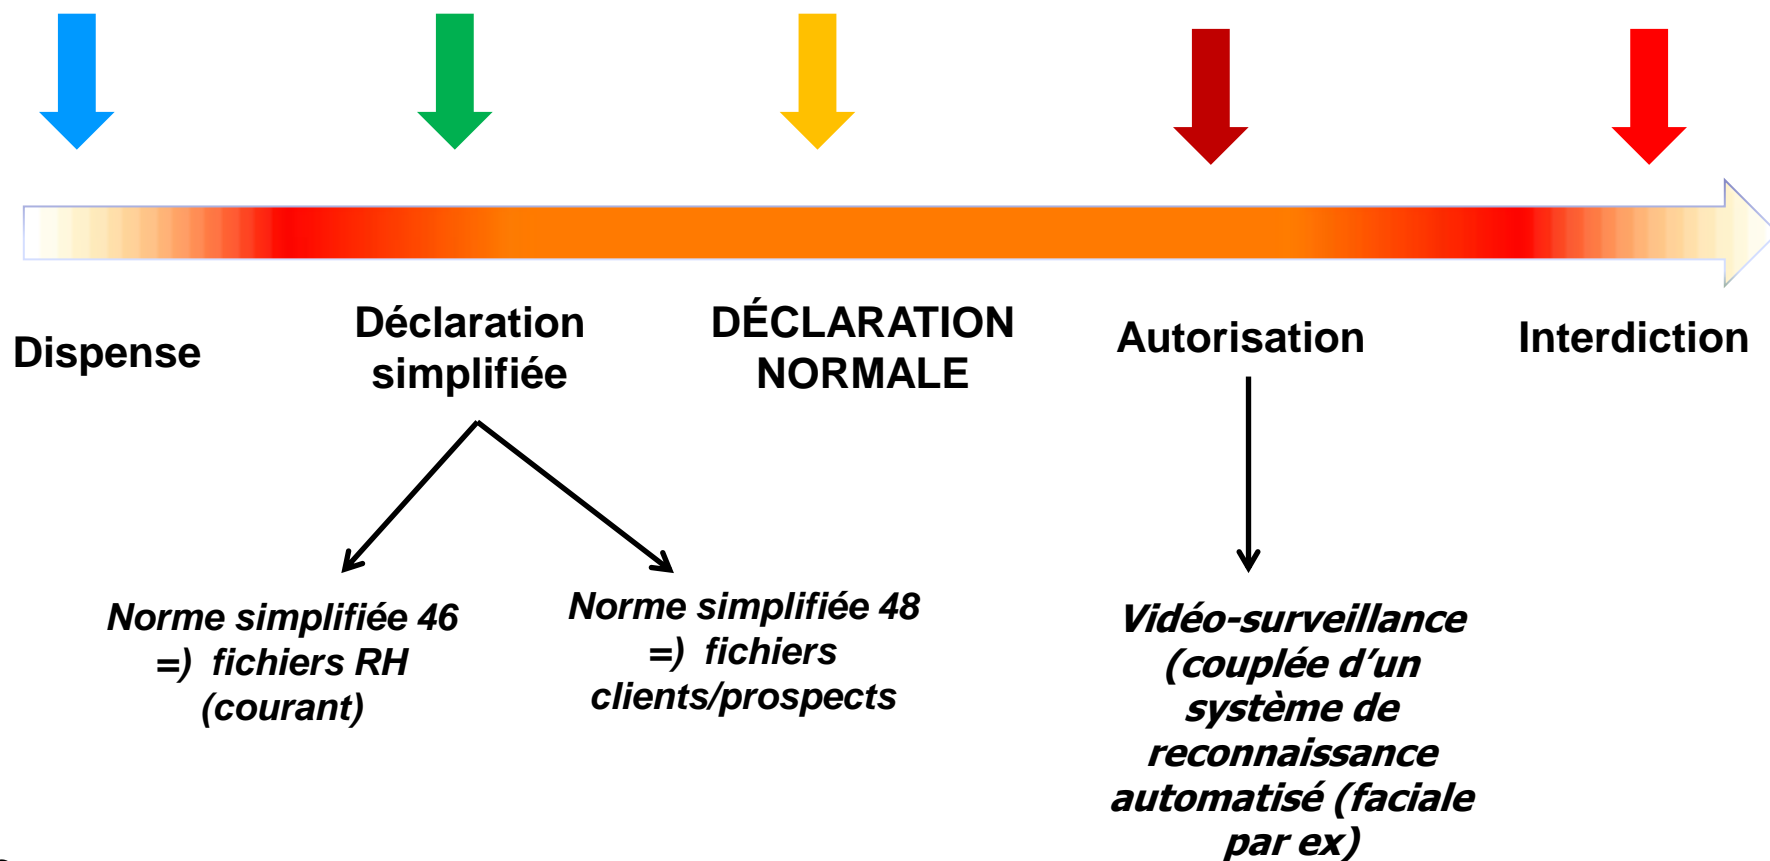 Dispense
Déclaration
simplifiée
DÉCLARATION
NORMALE
Autorisation
Interdiction
Norme simplifiée 46
=) fichiers RH
(courant)
Norme simplifiée 48
=) fichiers
clients/prospects
Vidéo-surveillance
(couplée d’un
système de
reconnaissance
automatisé (faciale
par ex)